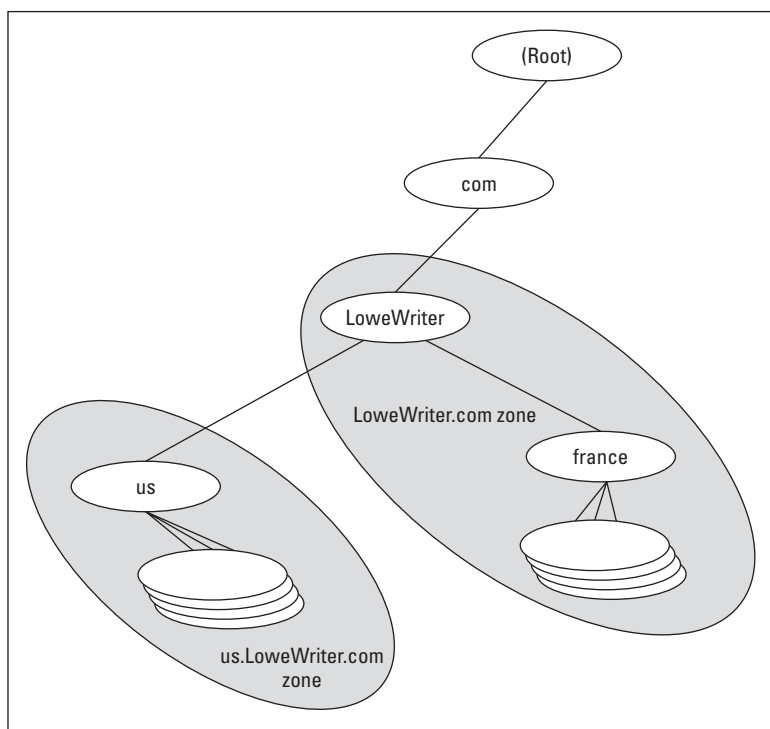 (Root)
com
LoweWriter
LoweWriter.com zone
france
us
us.LoweWriter.com
zone